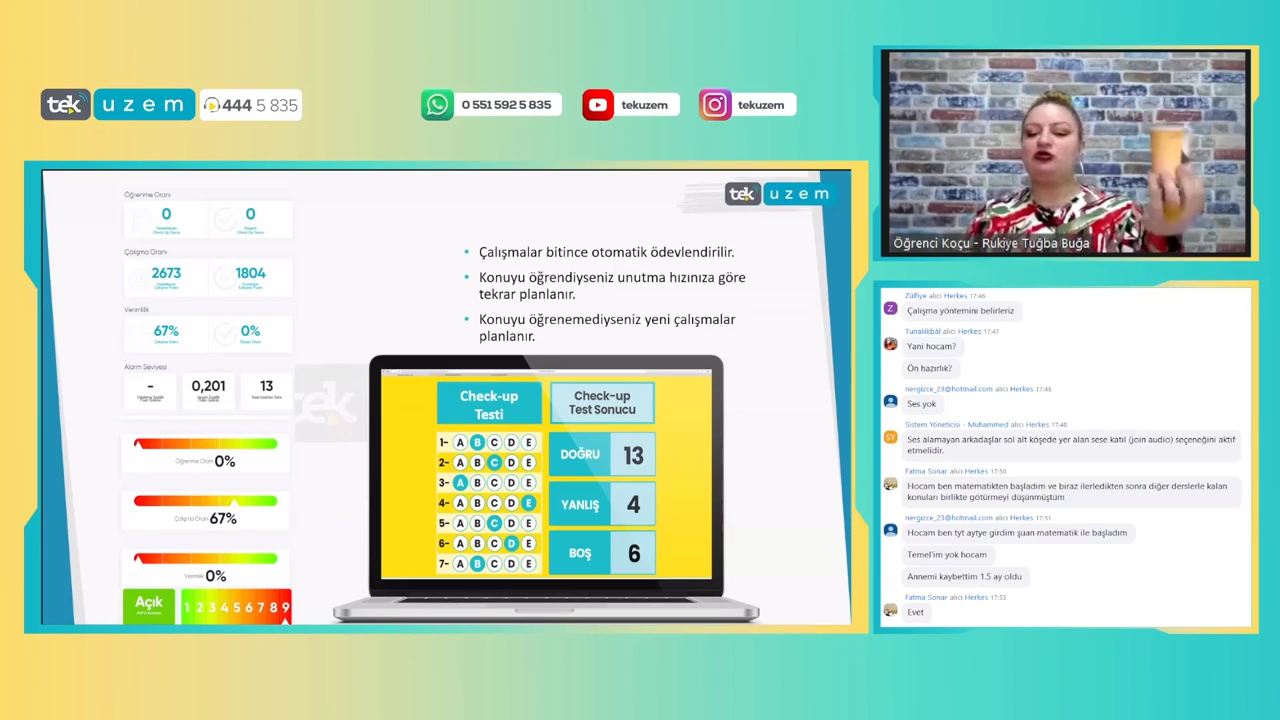 tek uzem 444 5 835
0 551 592 5 835
tekuzem
tekuzem
Öğrenme Oranı
0 0
Çalışma Oranı
2673 1804
Verimlilik
67% 0%
Alarm Seviyesi
- 0,201 13
Öğrenme Oranı 0%
Çalışma Oranı 67%
Verimlilik 0%
Açık
1 2 3 4 5 6 7 8 9
tek uzem
• Çalışmalar bitince otomatik ödevlendirilir.
• Konuyu öğrendiyseniz unutma hızınıza göre
tekrar planlanır.
• Konuyu öğrenemediyseniz yeni çalışmalar
planlanır.
tek
Check-up
Testi
1- A B C D E
2- A B C D E
3- A B C D E
4- A B C D E
5- A B C D E
6- A B C D E
7- A B C D E
Check-up
Test Sonucu
DOĞRU 13
YANLIŞ 4
BOŞ 6
Öğrenci Koçu - Rukiye Tuğba Buğa
Zülfiye alıcı Herkes 17:46
Z
Çalışma yöntemini belirleriz
Tunalıikbâl alıcı Herkes 17:47
Yani hocam?
Ön hazırlık?
nergizce_23@hotmail.com alıcı Herkes 17:48
Ses yok
Sistem Yöneticisi - Muhammed alıcı Herkes 17:48
SY
Ses alamayan arkadaşlar sol alt köşede yer alan sese katıl (join audio) seçeneğini aktif
etmelidir.
Fatma Sonar alıcı Herkes 17:50
Hocam ben matematikten başladım ve biraz ilerledikten sonra diğer derslerle kalan
konuları birlikte götürmeyi düşünmüştüm
nergizce_23@hotmail.com alıcı Herkes 17:51
Hocam ben tyt aytye girdim şuan matematik ile başladım
Temel'im yok hocam
Annemi kaybettim 1.5 ay oldu
Fatma Sonar alıcı Herkes 17:53
Evet